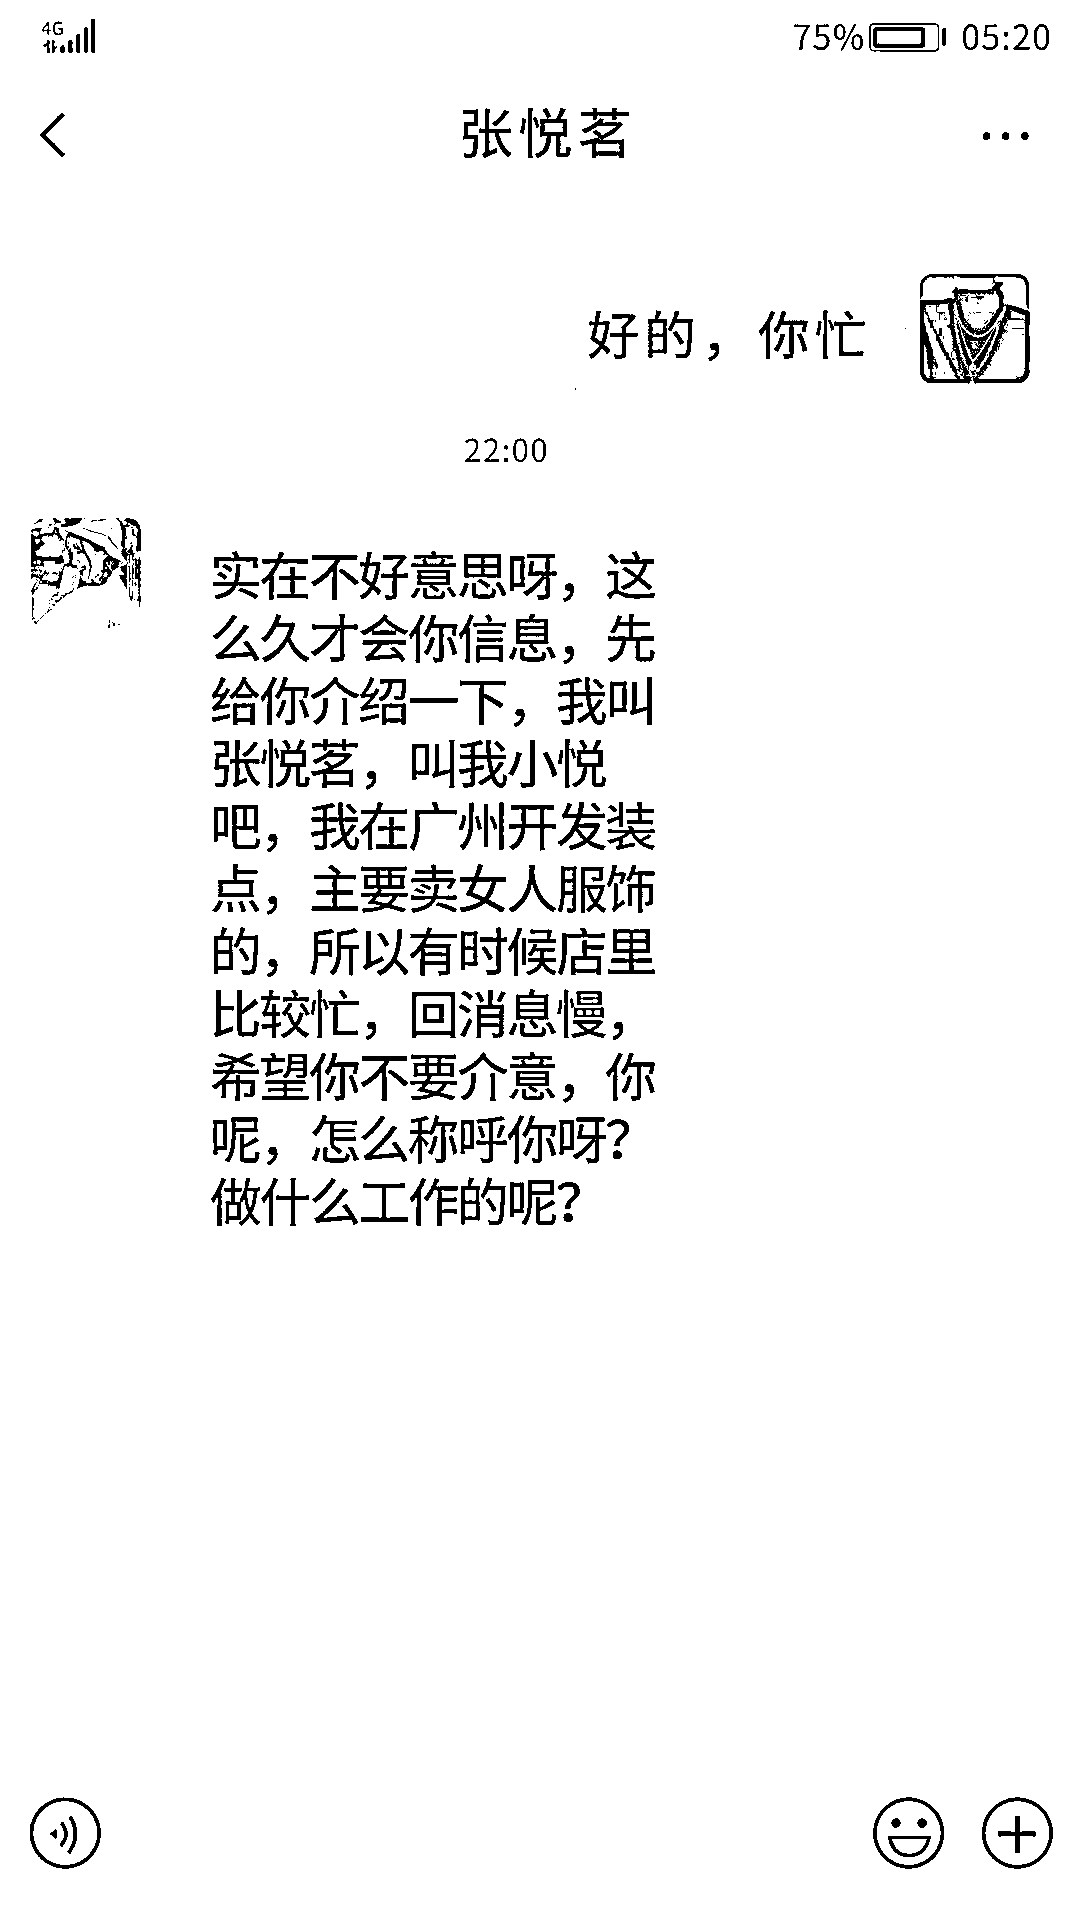 4G
75% 05:20
张悦茗
好的，你忙
22:00
实在不好意思呀，这
么久才会你信息，先
给你介绍一下，我叫
张悦茗，叫我小悦
吧，我在广州开发装
点，主要卖女人服饰
的，所以有时候店里
比较忙，回消息慢，
希望你不要介意，你
呢，怎么称呼你呀？
做什么工作的呢？